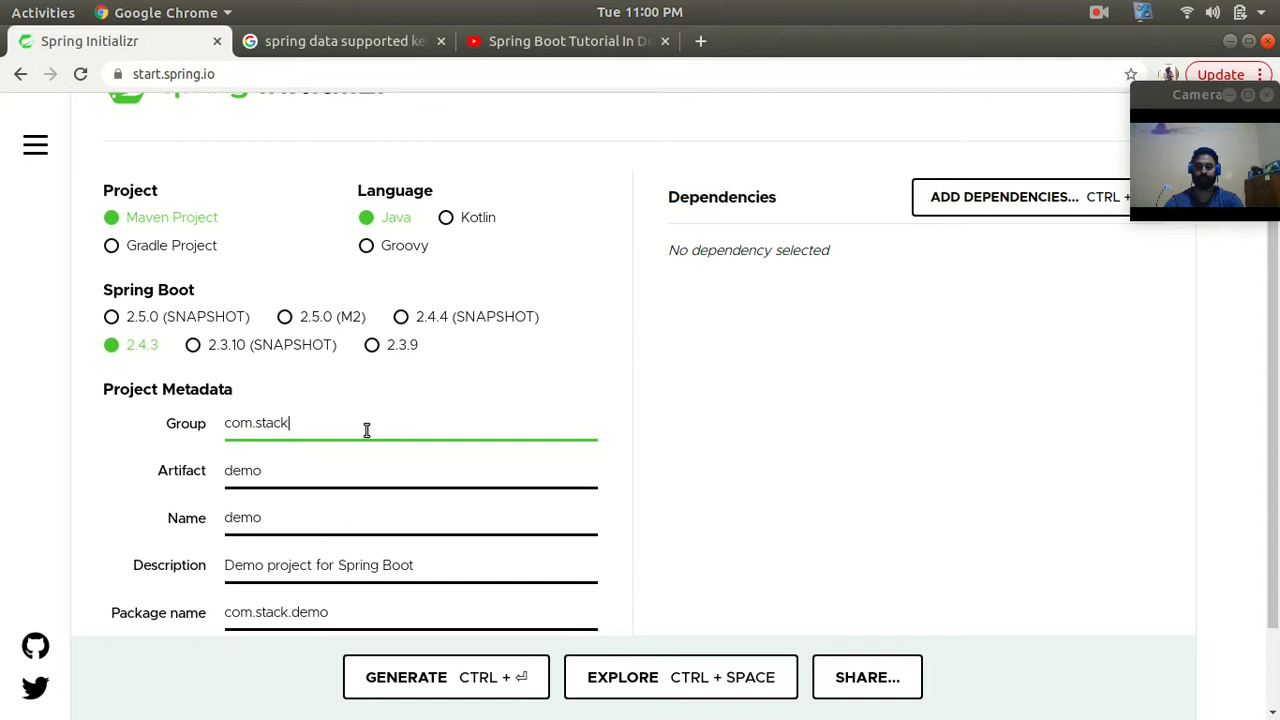 Activities Google Chrome Tue 11:00 PM
Spring Initializr spring data supported ke Spring Boot Tutorial In De
start.spring.io Update
Camera
Project Language
Maven Project Java Kotlin
Gradle Project Groovy
Dependencies ADD DEPENDENCIES... CTRL +
No dependency selected
Spring Boot
2.5.0 (SNAPSHOT) 2.5.0 (M2) 2.4.4 (SNAPSHOT)
2.4.3 2.3.10 (SNAPSHOT) 2.3.9
Project Metadata
Group com.stack
Artifact demo
Name demo
Description Demo project for Spring Boot
Package name com.stack.demo
GENERATE CTRL + ⏎ EXPLORE CTRL + SPACE SHARE...